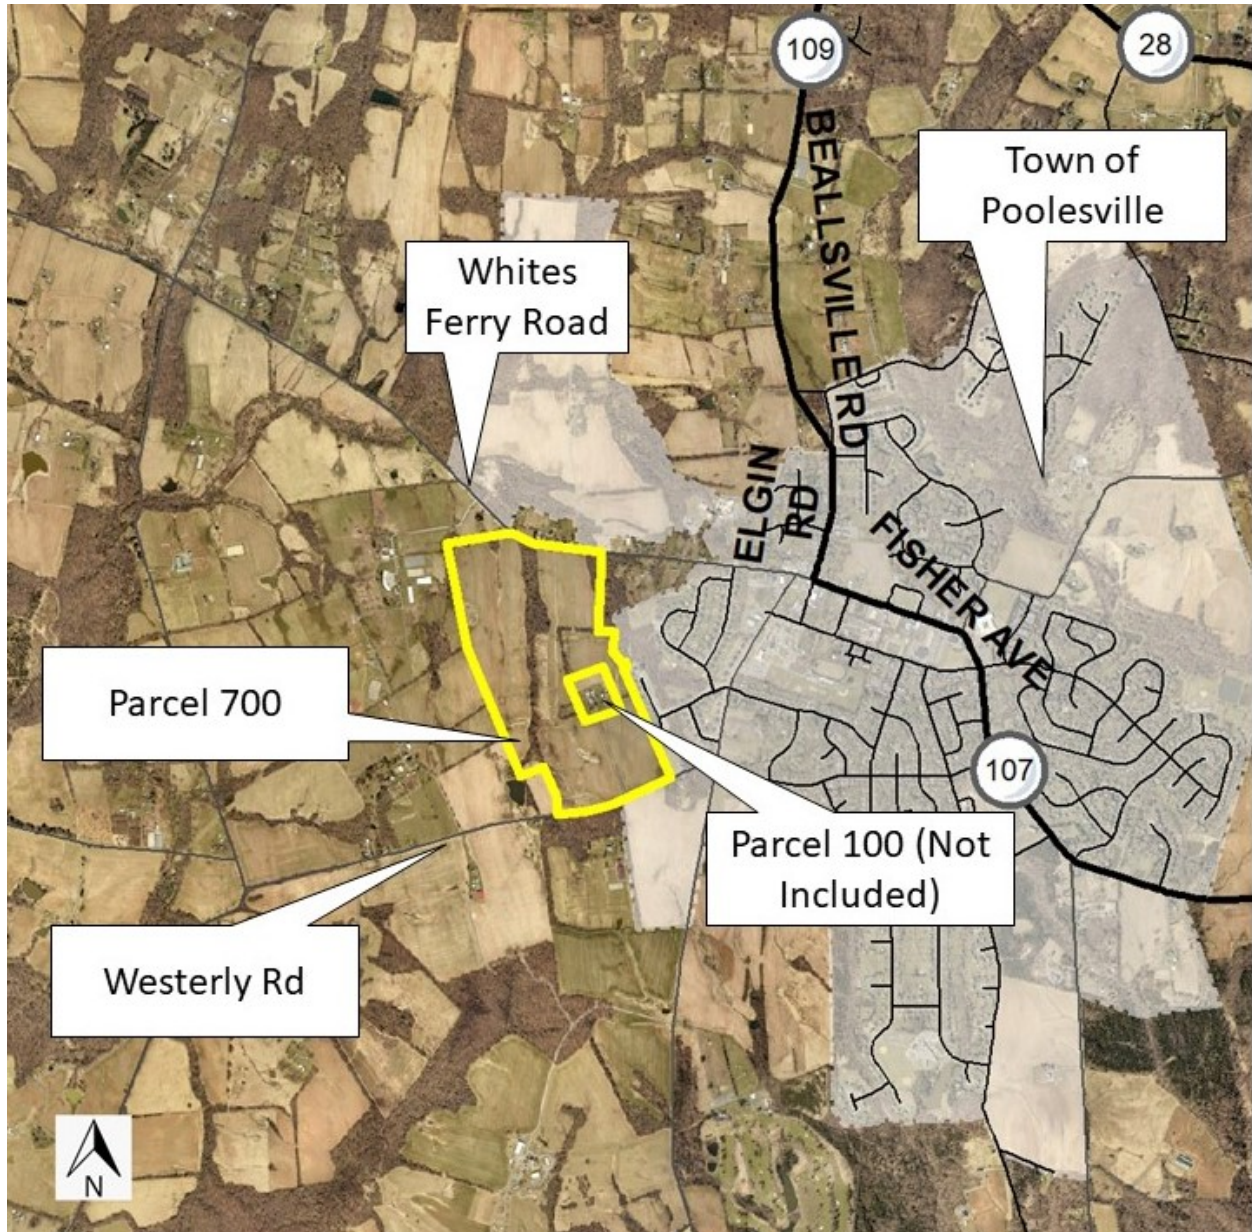 109
28
Town of
Poolesville
BEALLSVILLE RD
Whites
Ferry Road
ELGIN
RD
FISHER AVE
Parcel 700
107
Parcel 100 (Not
Included)
Westerly Rd
N